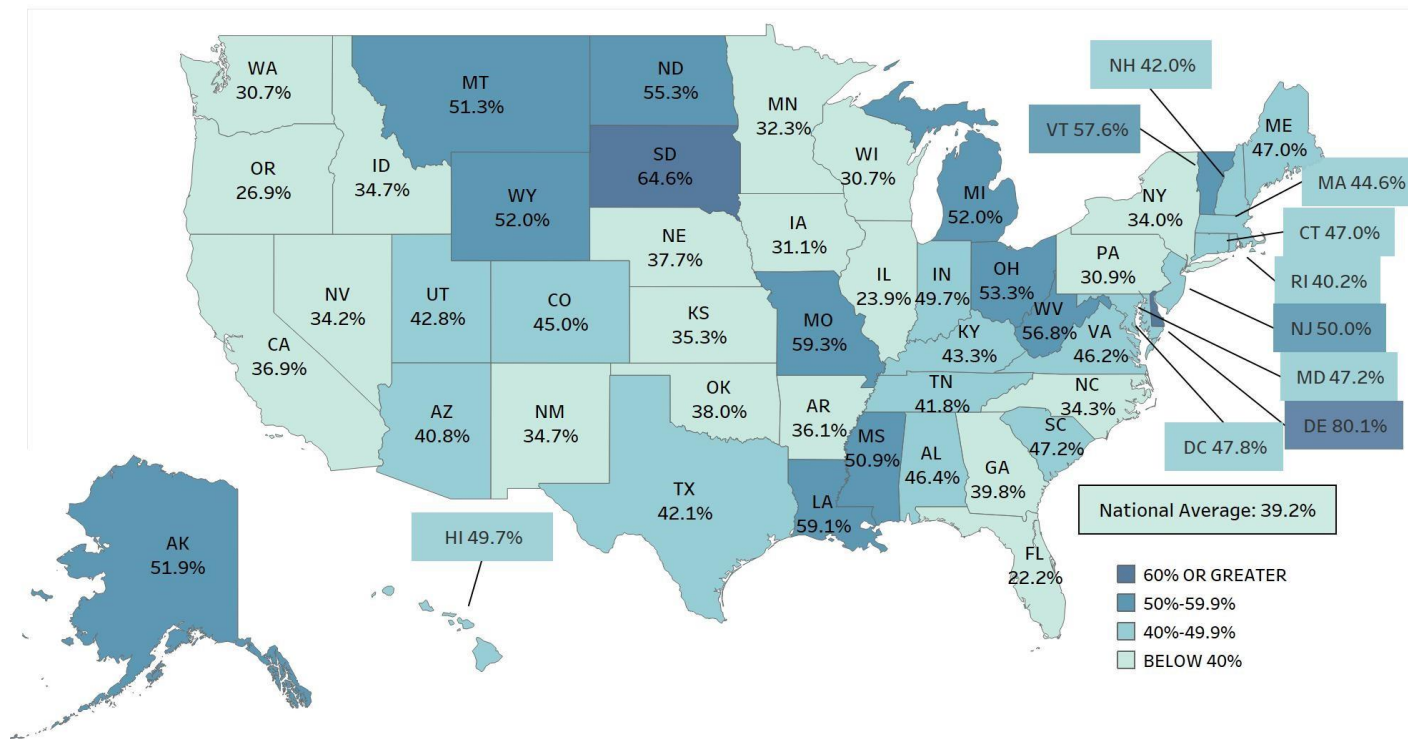 WA
30.7%
MT
51.3%
ND
55.3%
MN
32.3%
NH 42.0%
VT 57.6%
ME
47.0%
OR
26.9%
ID
34.7%
WY
52.0%
SD
64.6%
WI
30.7%
MI
52.0%
NY
34.0%
MA 44.6%
CT 47.0%
RI 40.2%
NJ 50.0%
MD 47.2%
DE 80.1%
DC 47.8%
NV
34.2%
UT
42.8%
CO
45.0%
NE
37.7%
IA
31.1%
IL
23.9%
IN
49.7%
OH
53.3%
PA
30.9%
CA
36.9%
KS
35.3%
MO
59.3%
KY
43.3%
WV
56.8%
VA
46.2%
AZ
40.8%
NM
34.7%
OK
38.0%
AR
36.1%
TN
41.8%
NC
34.3%
TX
42.1%
LA
59.1%
MS
50.9%
AL
46.4%
GA
39.8%
SC
47.2%
FL
22.2%
AK
51.9%
HI 49.7%
National Average: 39.2%
60% OR GREATER
50%-59.9%
40%-49.9%
BELOW 40%